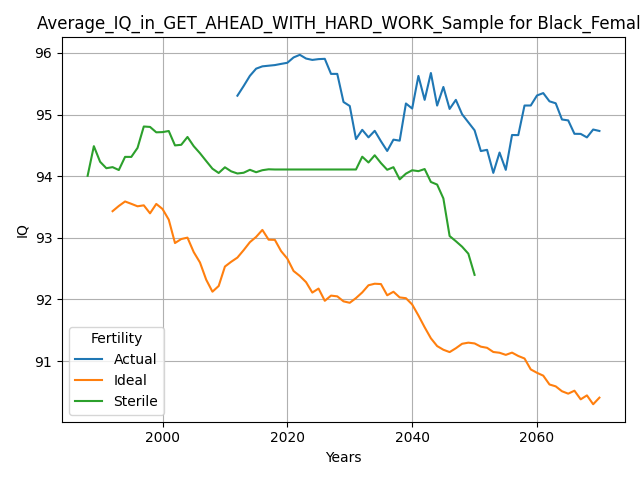 Average_IQ_in_GET_AHEAD_WITH_HARD_WORK_Sample for Black_Femal
96
95
94
93
92
91
IQ
Fertility
Actual
Ideal
Sterile
2000 2020 2040 2060
Years